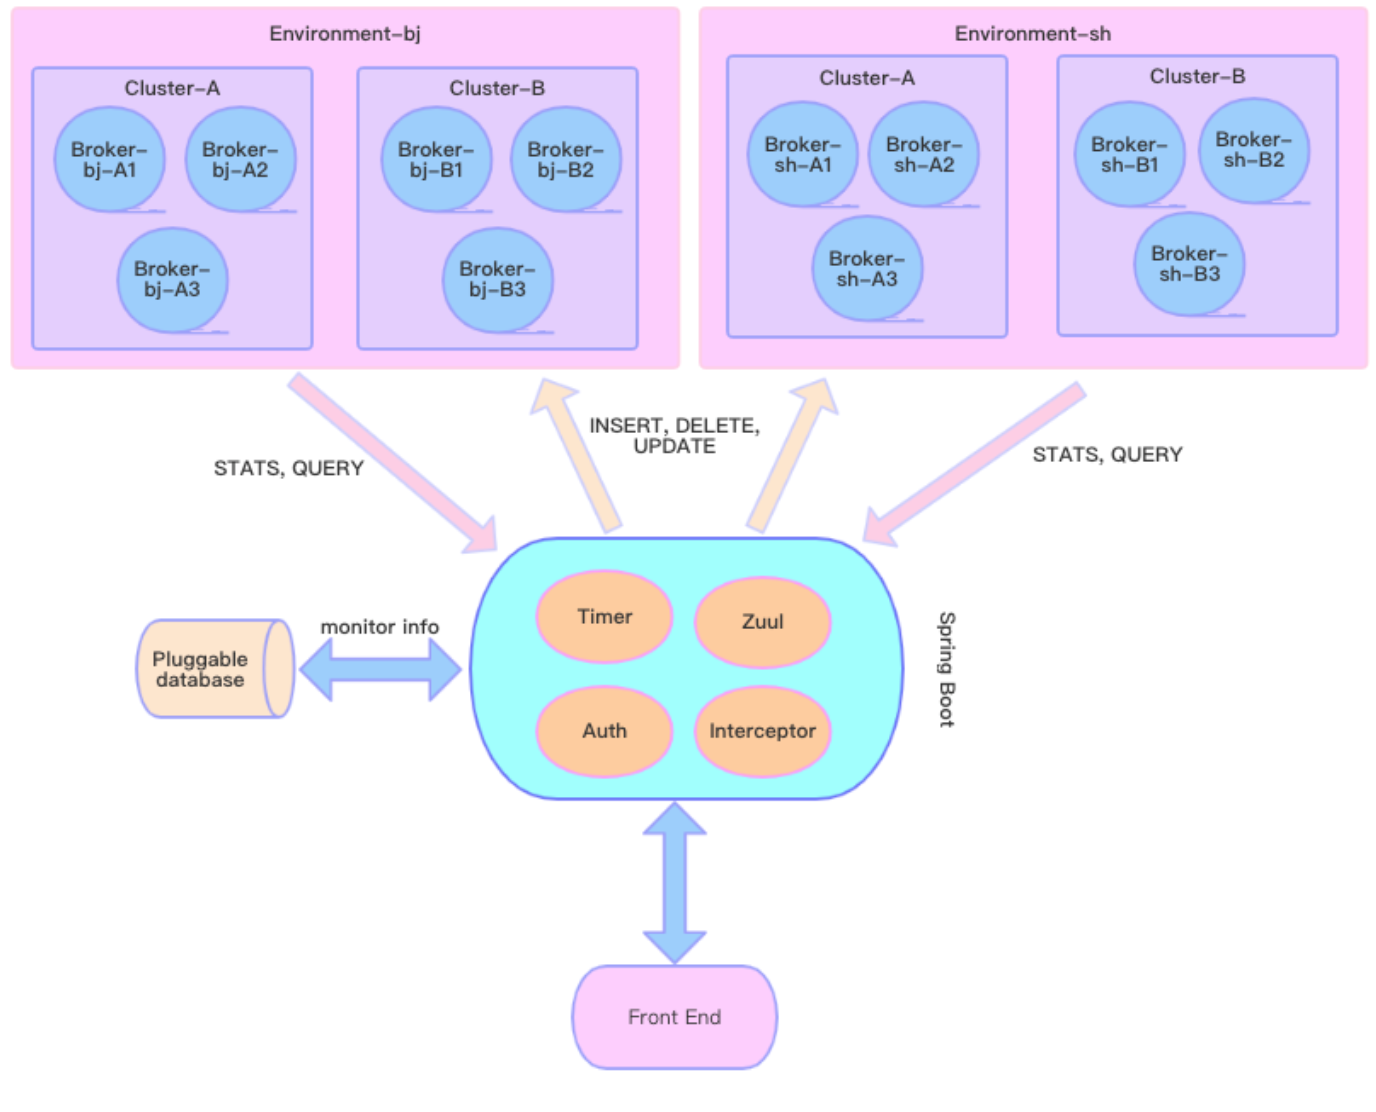 Environment-bj
Cluster-A
Broker-
bj-A1
Broker-
bj-A2
Broker-
bj-A3
Cluster-B
Broker-
bj-B1
Broker-
bj-B2
Broker-
bj-B3
Environment-sh
Cluster-A
Broker-
sh-A1
Broker-
sh-A2
Broker-
sh-A3
Cluster-B
Broker-
sh-B1
Broker-
sh-B2
Broker-
sh-B3
STATS, QUERY
INSERT, DELETE,
UPDATE
STATS, QUERY
Pluggable
database
monitor info
Timer
Zuul
Auth
Interceptor
Spring Boot
Front End